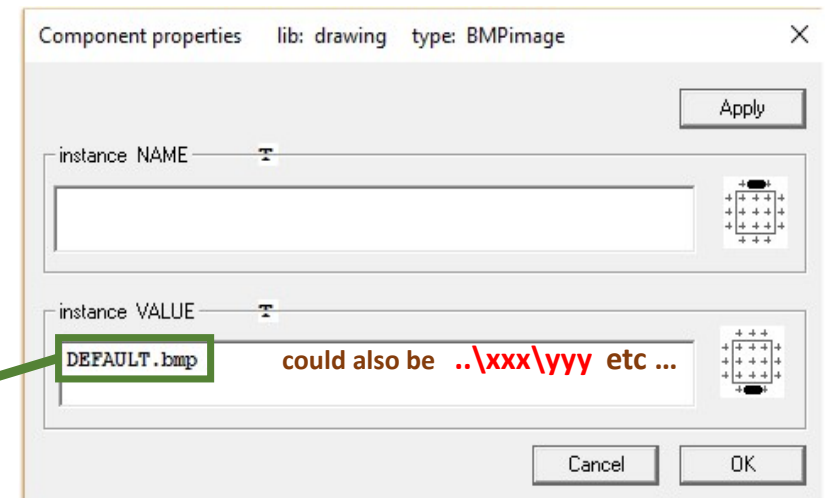 Component properties lib: drawing type: BMPimage
Apply
instance NAME T
instance VALUE T
DEFAULT.bmp could also be ..\xxx\yyy etc ...
Cancel OK